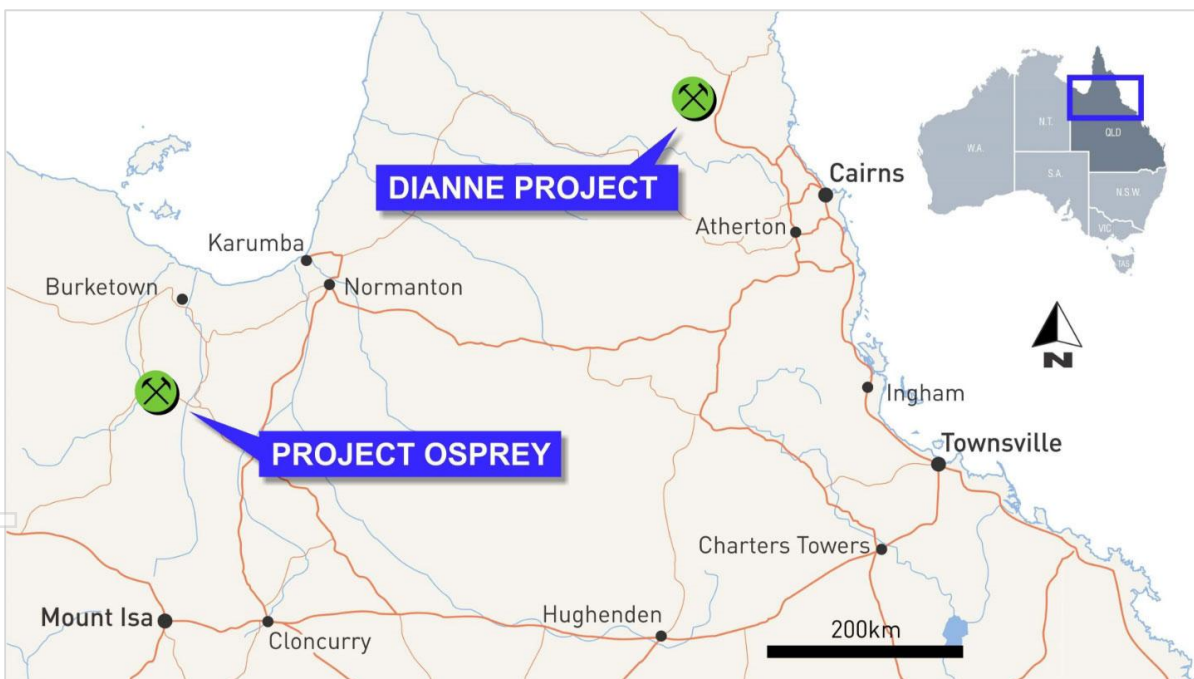 DIANNE PROJECT
Cairns
Atherton
Karumba
Burketown
Normanton
Ingham
PROJECT OSPREY
Townsville
Charters Towers
Mount Isa
Cloncurry
Hughenden
200km
W.A.
N.T.
QLD
S.A.
N.S.W.
VIC
TAS
N